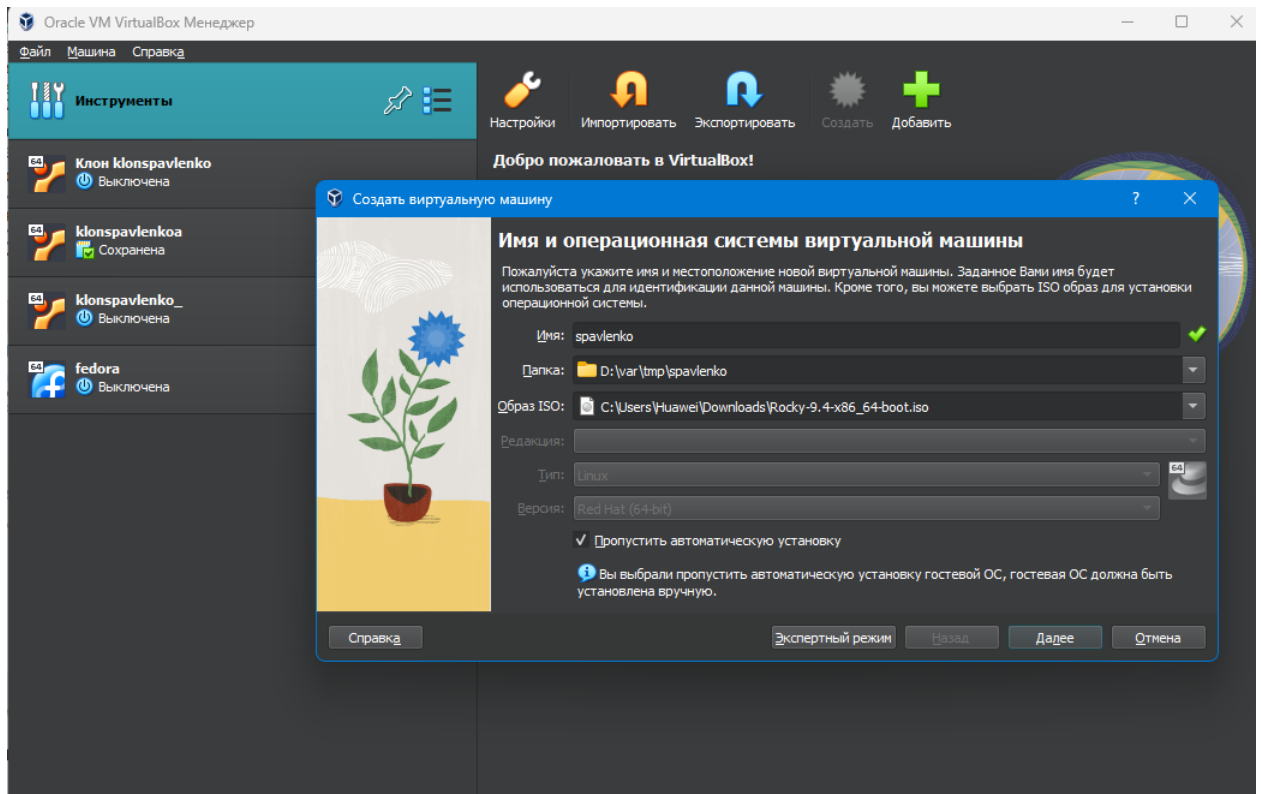 Oracle VM VirtualBox Менеджер
Файл Машина Справка
Инструменты
Настройки Импортировать Экспортировать Создать Добавить
64
Клон klonspavlenko
Выключена
64
klonspavlenkoa
Сохранена
64
klonspavlenko_
Выключена
64
fedora
Выключена
Добро пожаловать в VirtualBox!
Создать виртуальную машину
?
Имя и операционная системы виртуальной машины
Пожалуйста укажите имя и местоположение новой виртуальной машины. Заданное Вами имя будет
использоваться для идентификации данной машины. Кроме того, вы можете выбрать ISO образ для установки
операционной системы.
Имя: spavlenko
Папка: D:\var\tmp\spavlenko
Образ ISO: C:\Users\Huawei\Downloads\Rocky-9.4-x86_64-boot.iso
Редакция:
Тип: Linux
64
Версия: Red Hat (64-bit)
Пропустить автоматическую установку
Вы выбрали пропустить автоматическую установку гостевой ОС, гостевая ОС должна быть
установлена вручную.
Справка Экспертный режим Назад Далее Отмена